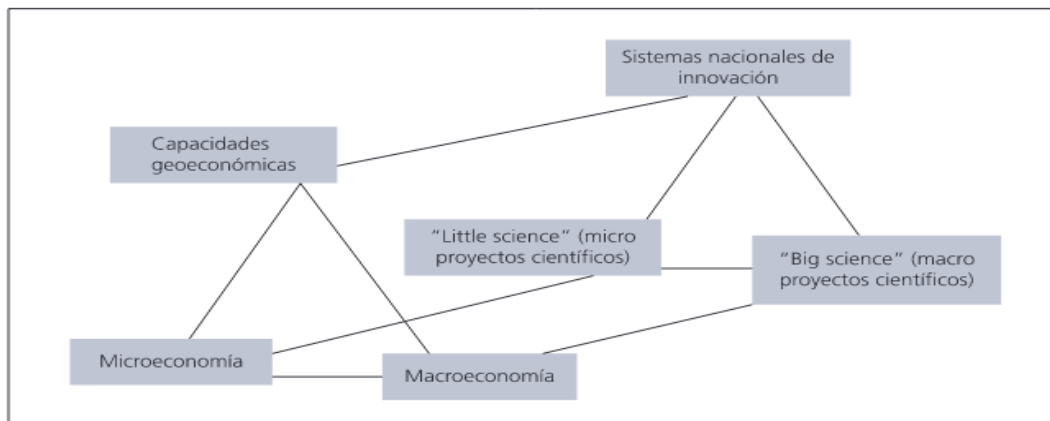 Sistemas nacionales de
innovación
Capacidades
geoeconómicas
“Little science” (micro
proyectos científicos)
“Big science” (macro
proyectos científicos)
Microeconomía
Macroeconomía